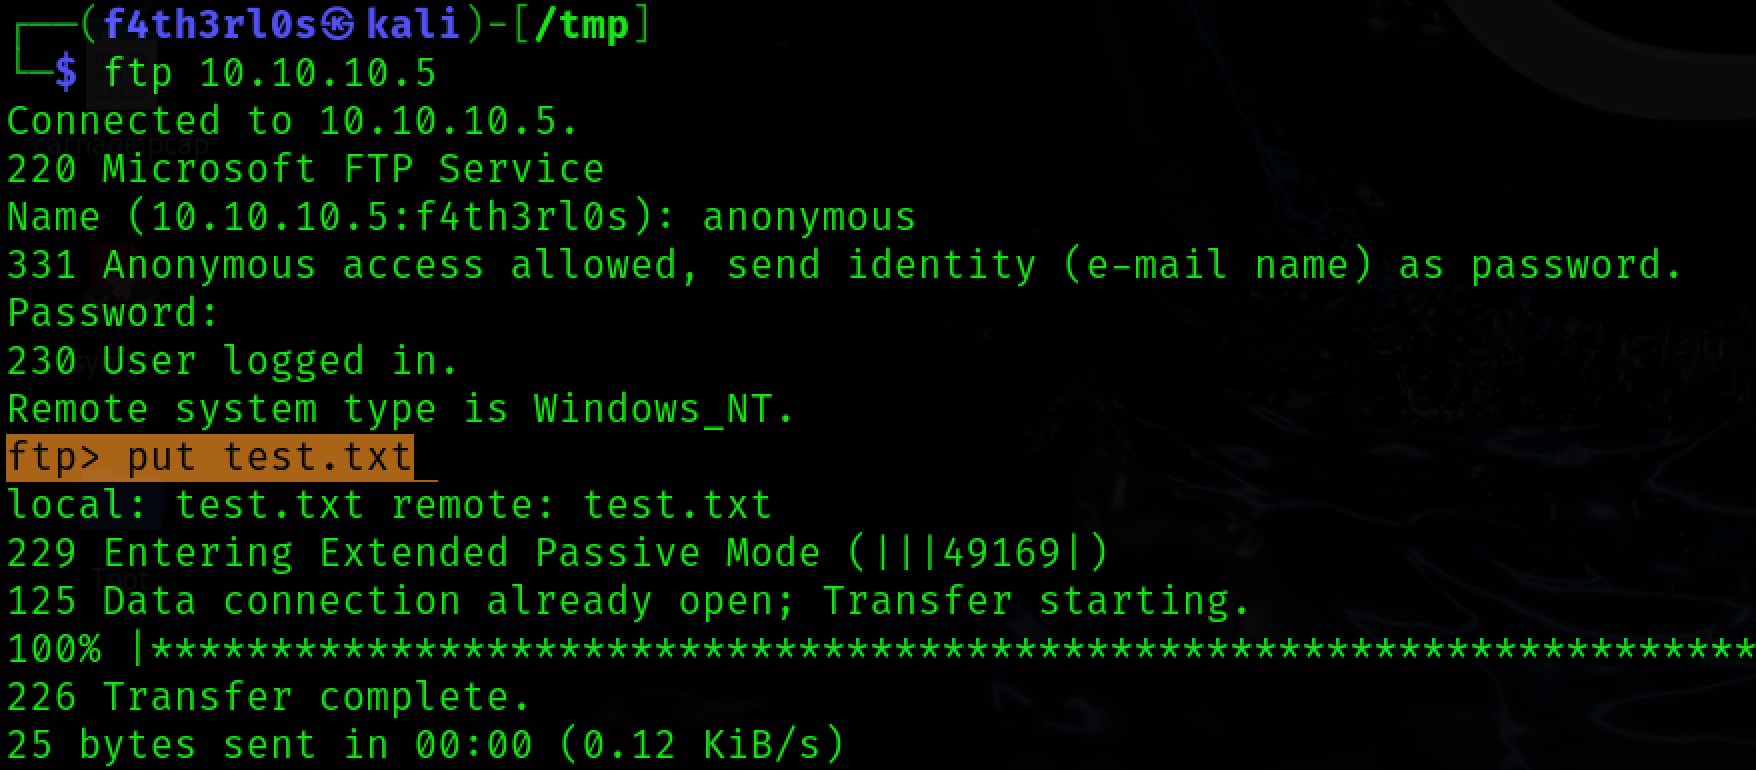 ┌──(f4th3rl0s㉿kali)-[/tmp]
└─$ ftp 10.10.10.5
Connected to 10.10.10.5.
220 Microsoft FTP Service
Name (10.10.10.5:f4th3rl0s): anonymous
331 Anonymous access allowed, send identity (e-mail name) as password.
Password:
230 User logged in.
Remote system type is Windows_NT.
ftp> put test.txt
local: test.txt remote: test.txt
229 Entering Extended Passive Mode (|||49169|)
125 Data connection already open; Transfer starting.
100% |*******************************************************************
226 Transfer complete.
25 bytes sent in 00:00 (0.12 KiB/s)
carnage.pcap